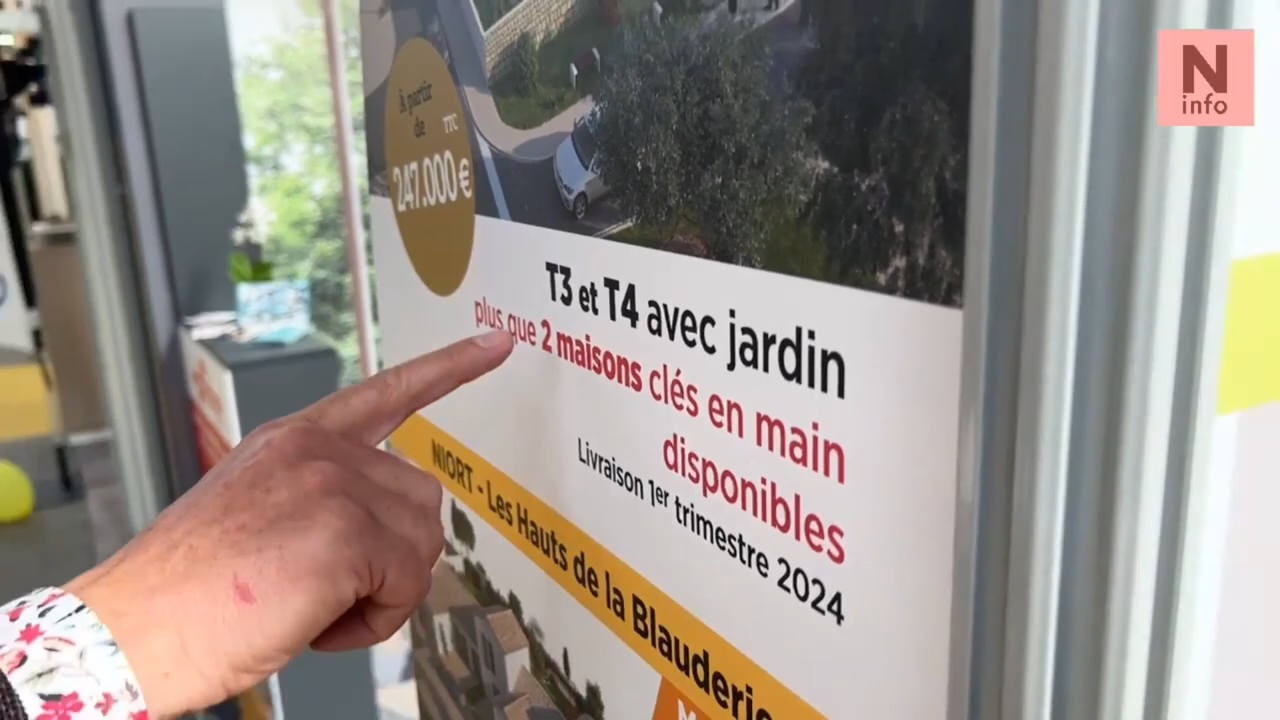 N
info
À partir
de
TTC
247.000 €
T3 et T4 avec jardin
plus que 2 maisons clés en main
disponibles
Livraison 1er trimestre 2024
NIORT - Les Hauts de la Blauderie